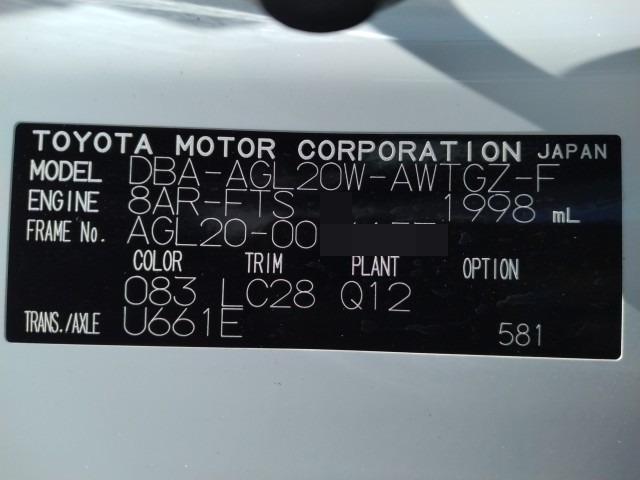 TOYOTA MOTOR CORPORATION JAPAN
MODEL DBA-AGL20W-AWTGZ-F
ENGINE 8AR-FTS 1998 mL
FRAME No. AGL20-00
COLOR TRIM PLANT OPTION
083 LC28 Q12
TRANS./AXLE U661E 581